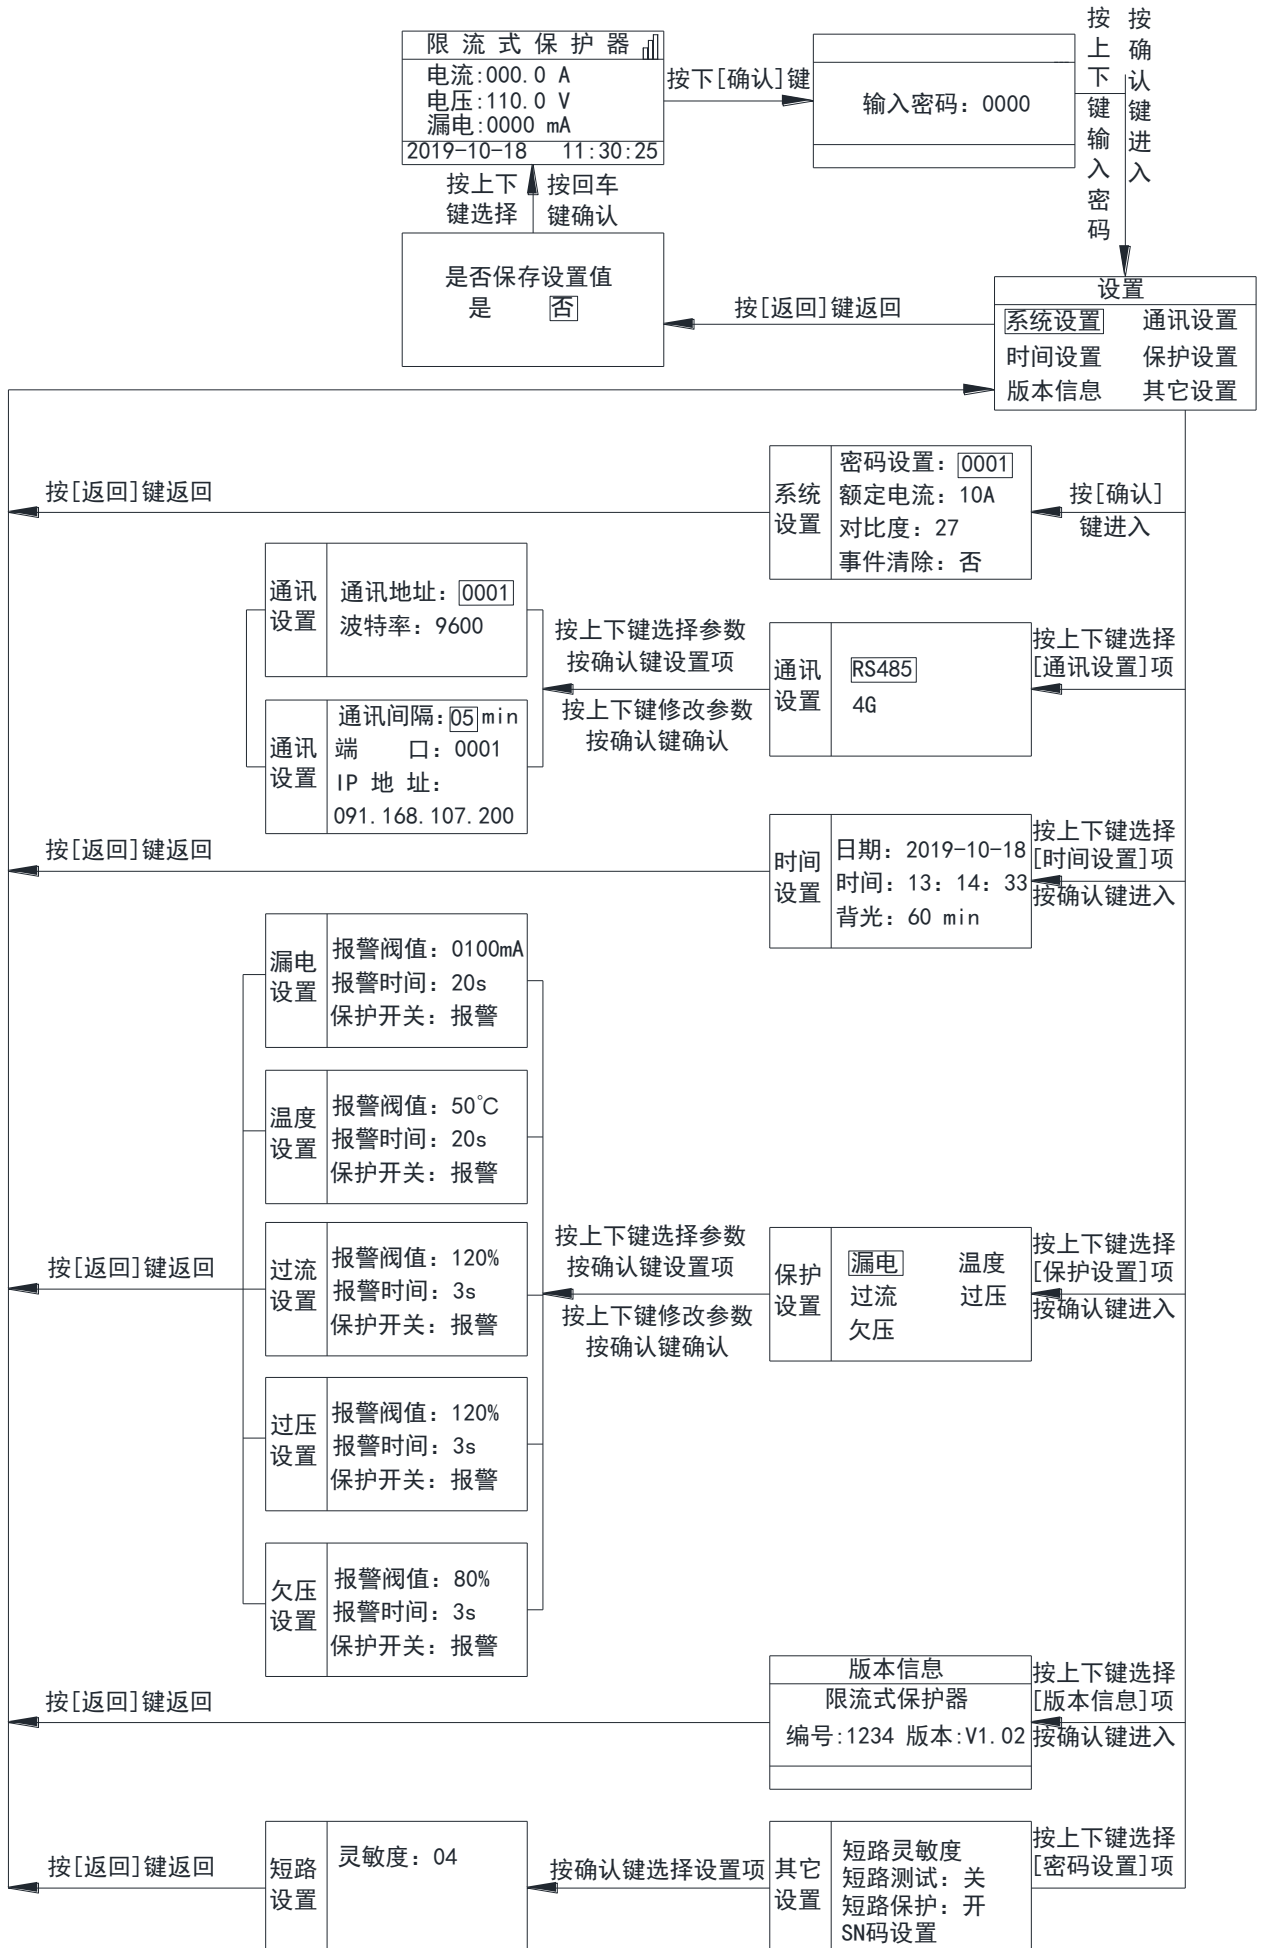 限流式保护器
电流:000.0 A
电压:110.0 V
漏电:0000 mA
2019-10-18 11:30:25
按下[确认]键
输入密码：0000
按上下键输入密码
按确认键进入
按上下
键选择
按回车
键确认
是否保存设置值
是 否
按[返回]键返回
设置
系统设置 通讯设置
时间设置 保护设置
版本信息 其它设置
按[返回]键返回
系统
设置
密码设置：0001
额定电流：10A
对比度：27
事件清除：否
按[确认]
键进入
通讯
设置
通讯地址：0001
波特率：9600
通讯
设置
通讯间隔：05min
端 口：0001
IP 地 址：
091.168.107.200
按上下键选择参数
按确认键设置项
按上下键修改参数
按确认键确认
通讯
设置
RS485
4G
按上下键选择
[通讯设置]项
按[返回]键返回
时间
设置
日期：2019-10-18
时间：13：14：33
背光：60 min
按上下键选择
[时间设置]项
按确认键进入
漏电
设置
报警阀值：0100mA
报警时间：20s
保护开关：报警
温度
设置
报警阀值：50℃
报警时间：20s
保护开关：报警
按[返回]键返回
过流
设置
报警阀值：120%
报警时间：3s
保护开关：报警
按上下键选择参数
按确认键设置项
按上下键修改参数
按确认键确认
保护
设置
漏电 温度
过流 过压
欠压
按上下键选择
[保护设置]项
按确认键进入
过压
设置
报警阀值：120%
报警时间：3s
保护开关：报警
欠压
设置
报警阀值：80%
报警时间：3s
保护开关：报警
按[返回]键返回
版本信息
限流式保护器
编号:1234 版本:V1.02
按上下键选择
[版本信息]项
按确认键进入
按[返回]键返回
短路
设置
灵敏度：04
按确认键选择设置项
其它
设置
短路灵敏度
短路测试：关
短路保护：开
SN码设置
按上下键选择
[密码设置]项